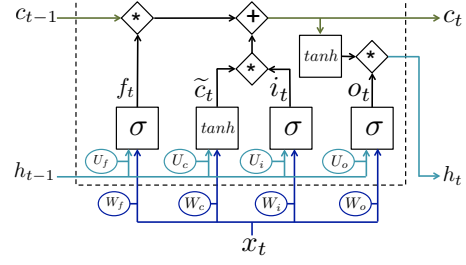 c_{t-1} * + c_t
tanh *
f_t c̃_t * i_t o_t
σ tanh σ σ
U_f U_c U_i U_o
h_{t-1} h_t
W_f W_c W_i W_o
x_t